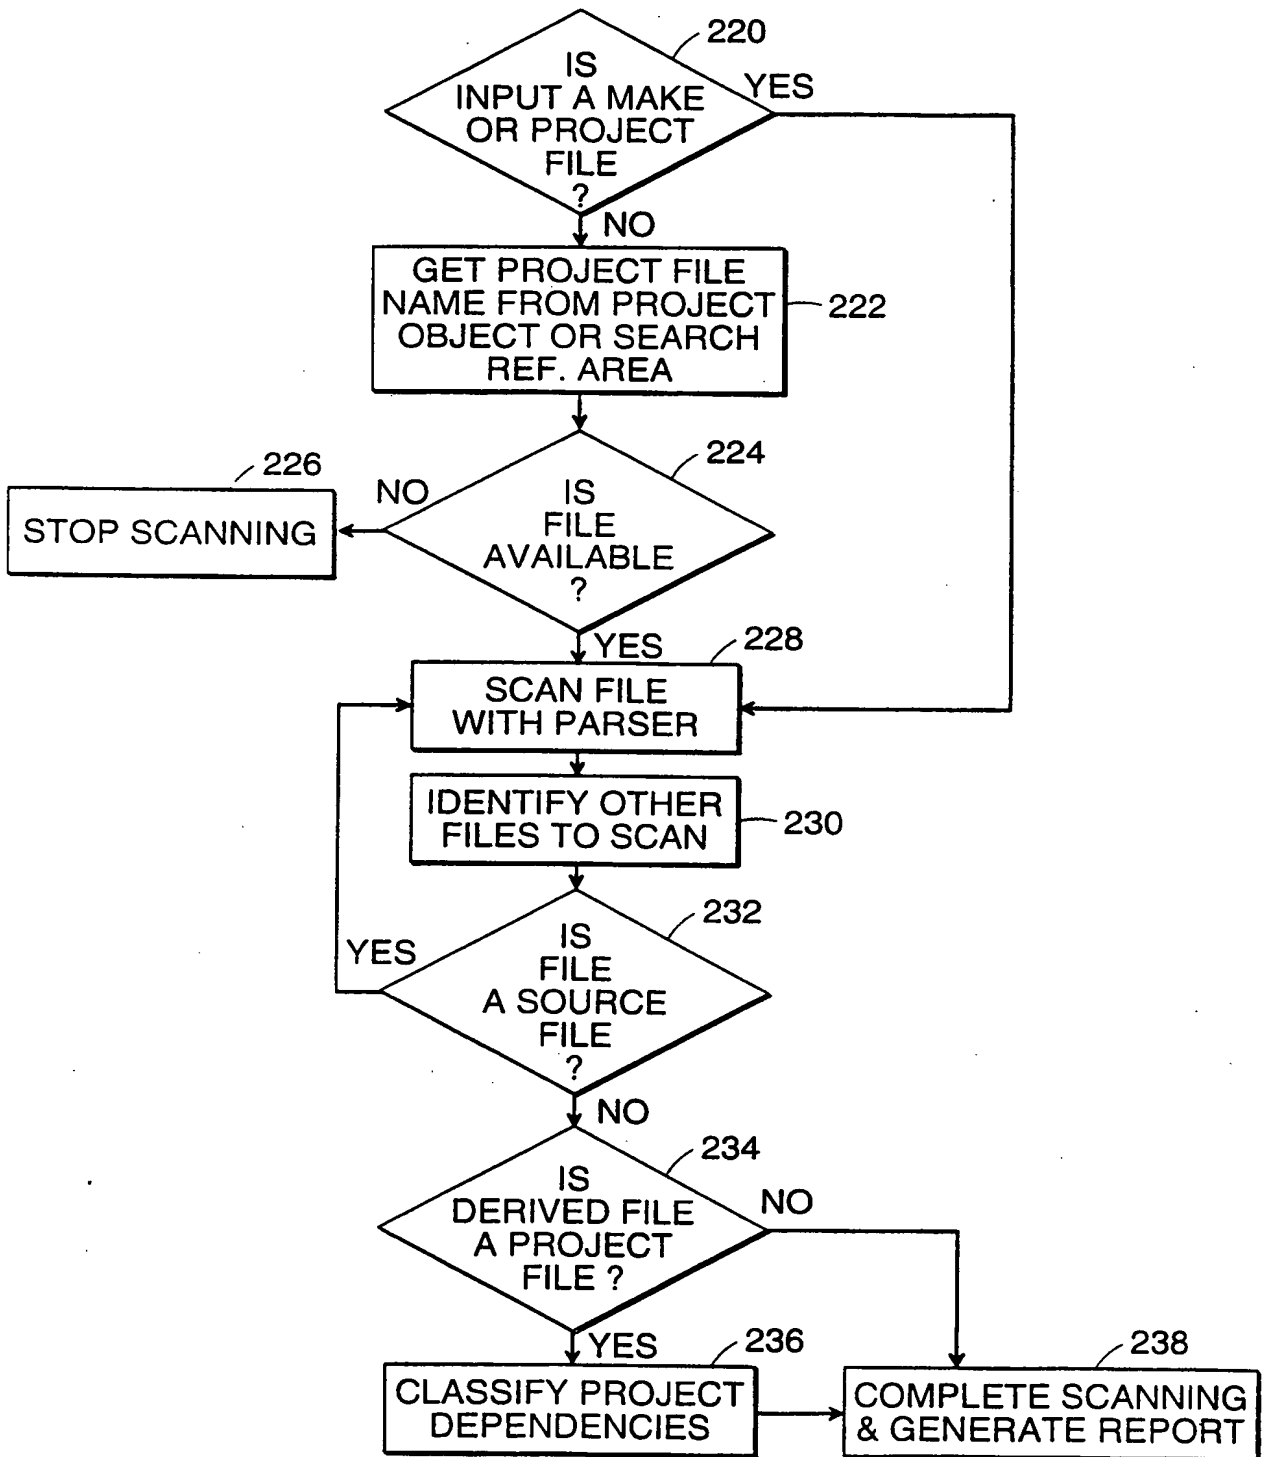 220
IS
INPUT A MAKE
OR PROJECT
FILE
?
YES
NO
GET PROJECT FILE
NAME FROM PROJECT
OBJECT OR SEARCH
REF. AREA
222
224
IS
FILE
AVAILABLE
?
NO
226
STOP SCANNING
YES
228
SCAN FILE
WITH PARSER
IDENTIFY OTHER
FILES TO SCAN
230
232
IS
FILE
A SOURCE
FILE
?
YES
NO
234
IS
DERIVED FILE
A PROJECT
FILE ?
NO
YES
236
CLASSIFY PROJECT
DEPENDENCIES
238
COMPLETE SCANNING
& GENERATE REPORT